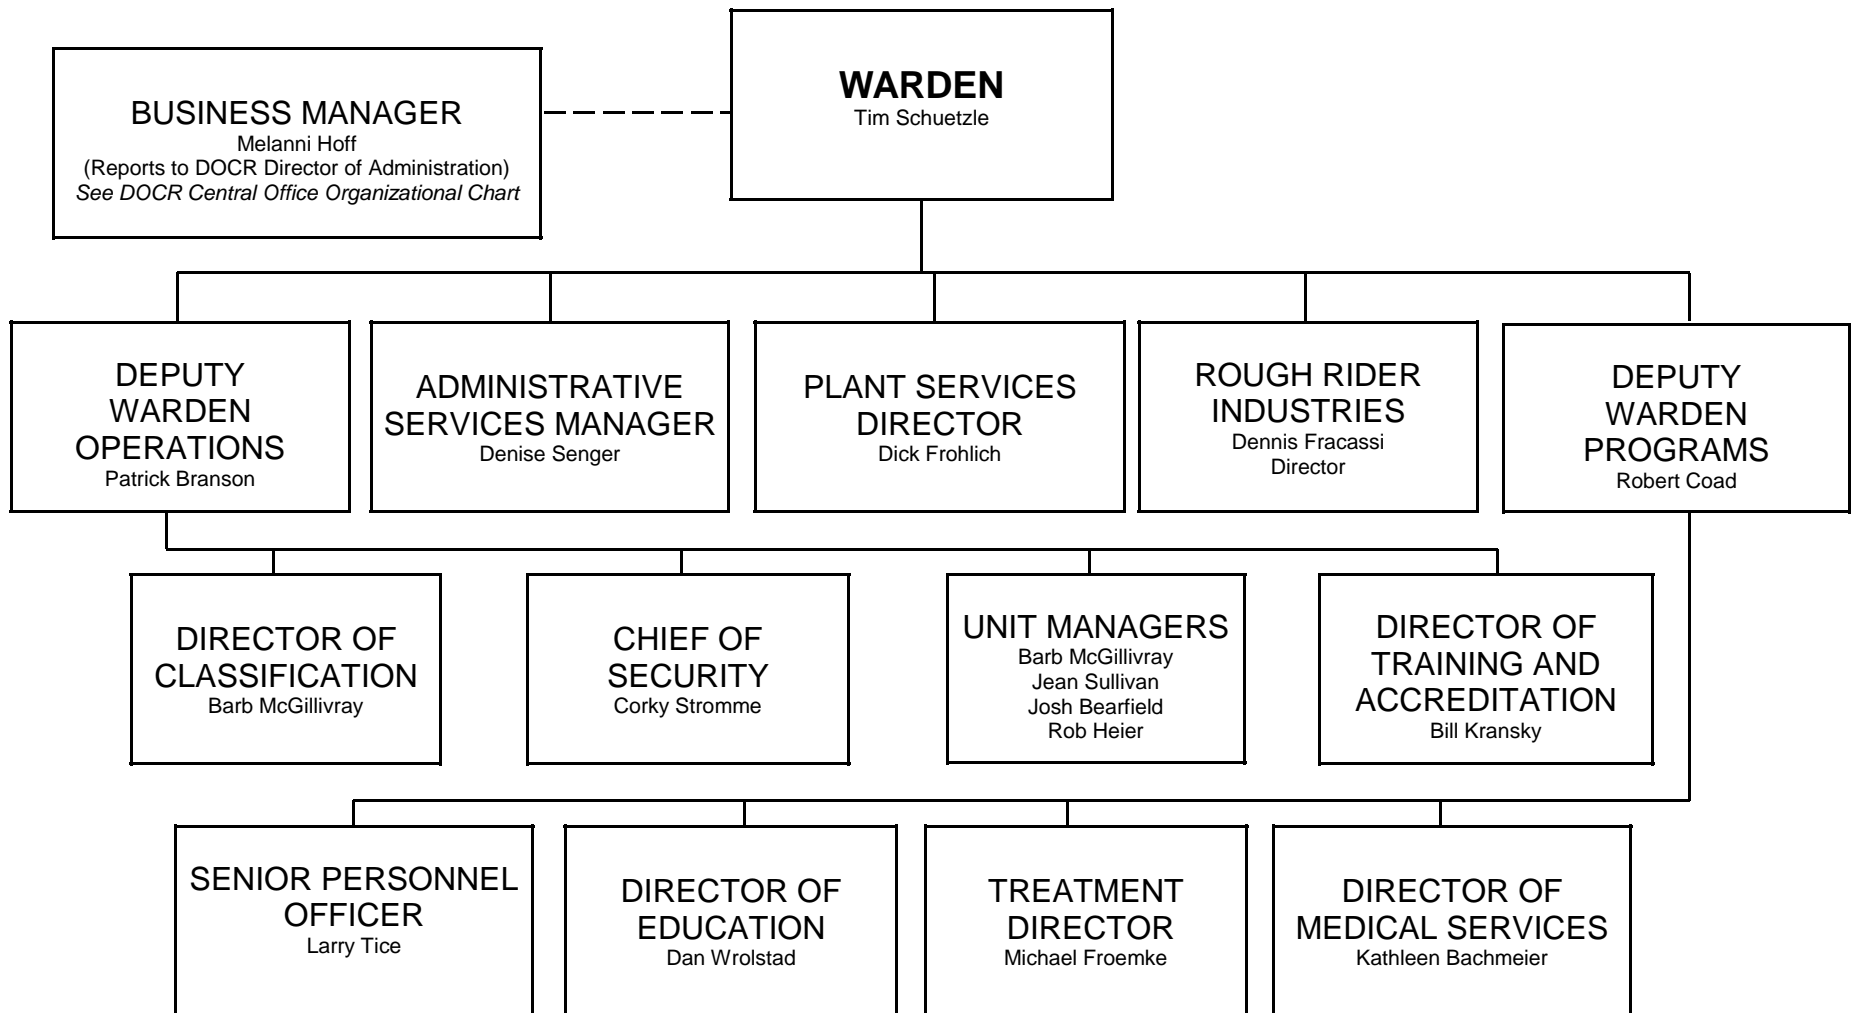 BUSINESS MANAGER
Melanni Hoff
(Reports to DOCR Director of Administration)
See DOCR Central Office Organizational Chart
WARDEN
Tim Schuetzle
DEPUTY
WARDEN
OPERATIONS
Patrick Branson
ADMINISTRATIVE
SERVICES MANAGER
Denise Senger
PLANT SERVICES
DIRECTOR
Dick Frohlich
ROUGH RIDER
INDUSTRIES
Dennis Fracassi
Director
DEPUTY
WARDEN
PROGRAMS
Robert Coad
DIRECTOR OF
CLASSIFICATION
Barb McGillivray
CHIEF OF
SECURITY
Corky Stromme
UNIT MANAGERS
Barb McGillivray
Jean Sullivan
Josh Bearfield
Rob Heier
DIRECTOR OF
TRAINING AND
ACCREDITATION
Bill Kransky
SENIOR PERSONNEL
OFFICER
Larry Tice
DIRECTOR OF
EDUCATION
Dan Wrolstad
TREATMENT
DIRECTOR
Michael Froemke
DIRECTOR OF
MEDICAL SERVICES
Kathleen Bachmeier